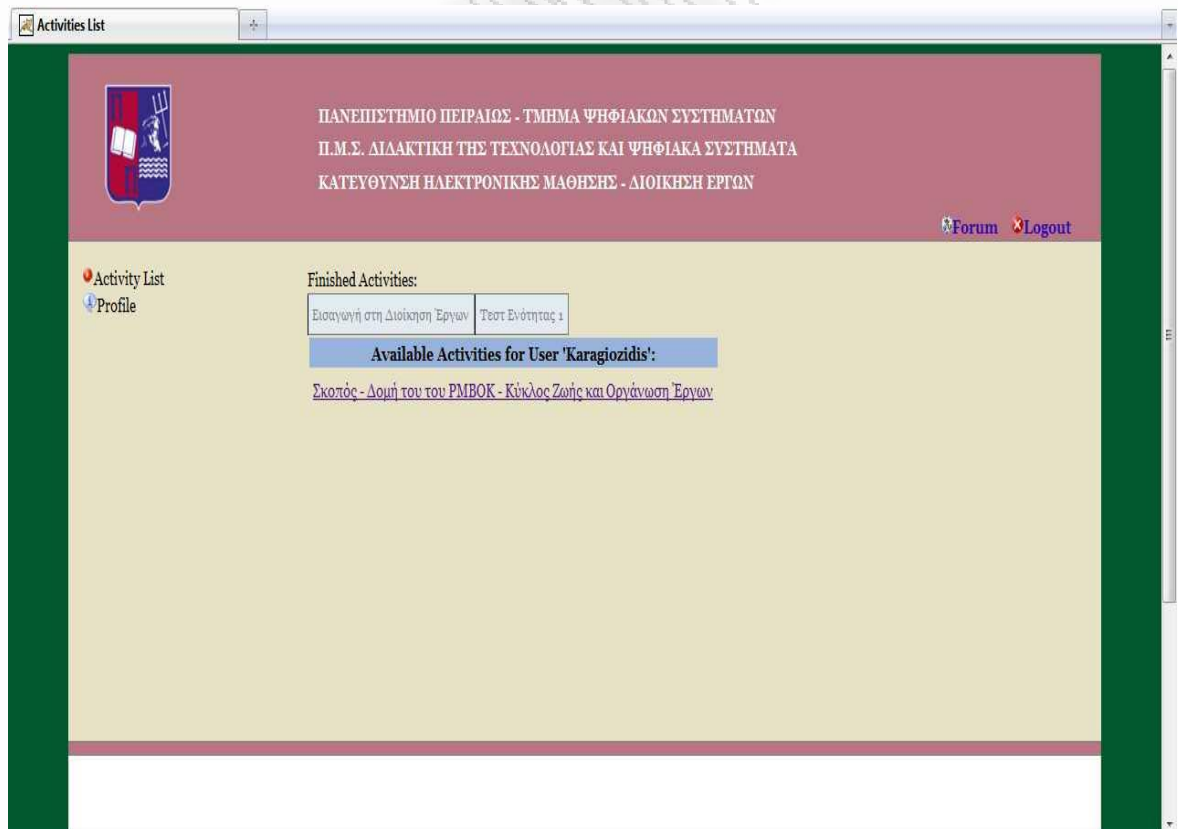 Activities List
ΠΑΝΕΠΙΣΤΗΜΙΟ ΠΕΙΡΑΙΩΣ - ΤΜΗΜΑ ΨΗΦΙΑΚΩΝ ΣΥΣΤΗΜΑΤΩΝ
Π.Μ.Σ. ΔΙΔΑΚΤΙΚΗ ΤΗΣ ΤΕΧΝΟΛΟΓΙΑΣ ΚΑΙ ΨΗΦΙΑΚΑ ΣΥΣΤΗΜΑΤΑ
ΚΑΤΕΥΘΥΝΣΗ ΗΛΕΚΤΡΟΝΙΚΗΣ ΜΑΘΗΣΗΣ - ΔΙΟΙΚΗΣΗ ΕΡΓΩΝ
Forum Logout
Activity List
Profile
Finished Activities:
Εισαγωγή στη Διοίκηση Έργων Τεστ Ενότητας 1
Available Activities for User 'Karagiozidis':
Σκοπός - Δομή του του PMBOK - Κύκλος Ζωής και Οργάνωση Έργων